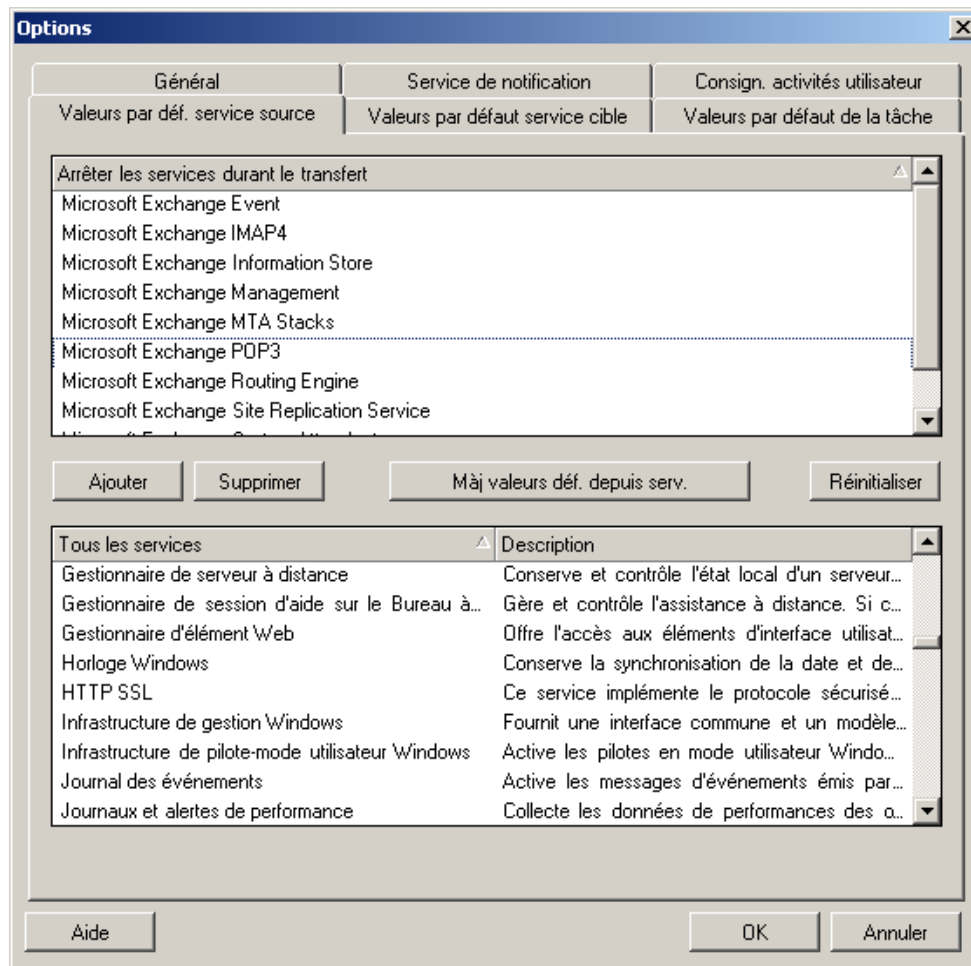 Options
Général Service de notification Consign. activités utilisateur
Valeurs par déf. service source Valeurs par défaut service cible Valeurs par défaut de la tâche
Arrêter les services durant le transfert
Microsoft Exchange Event
Microsoft Exchange IMAP4
Microsoft Exchange Information Store
Microsoft Exchange Management
Microsoft Exchange MTA Stacks
Microsoft Exchange POP3
Microsoft Exchange Routing Engine
Microsoft Exchange Site Replication Service
Ajouter Supprimer Màj valeurs déf. depuis serv. Réinitialiser
Tous les services Description
Gestionnaire de serveur à distance Conserve et contrôle l'état local d'un serveur...
Gestionnaire de session d'aide sur le Bureau à... Gère et contrôle l'assistance à distance. Si c...
Gestionnaire d'élément Web Offre l'accès aux éléments d'interface utilisat...
Horloge Windows Conserve la synchronisation de la date et de...
HTTP SSL Ce service implémente le protocole sécurisé...
Infrastructure de gestion Windows Fournit une interface commune et un modèle...
Infrastructure de pilote-mode utilisateur Windows Active les pilotes en mode utilisateur Windo...
Journal des événements Active les messages d'événements émis par...
Journaux et alertes de performance Collecte les données de performances des o...
Aide OK Annuler